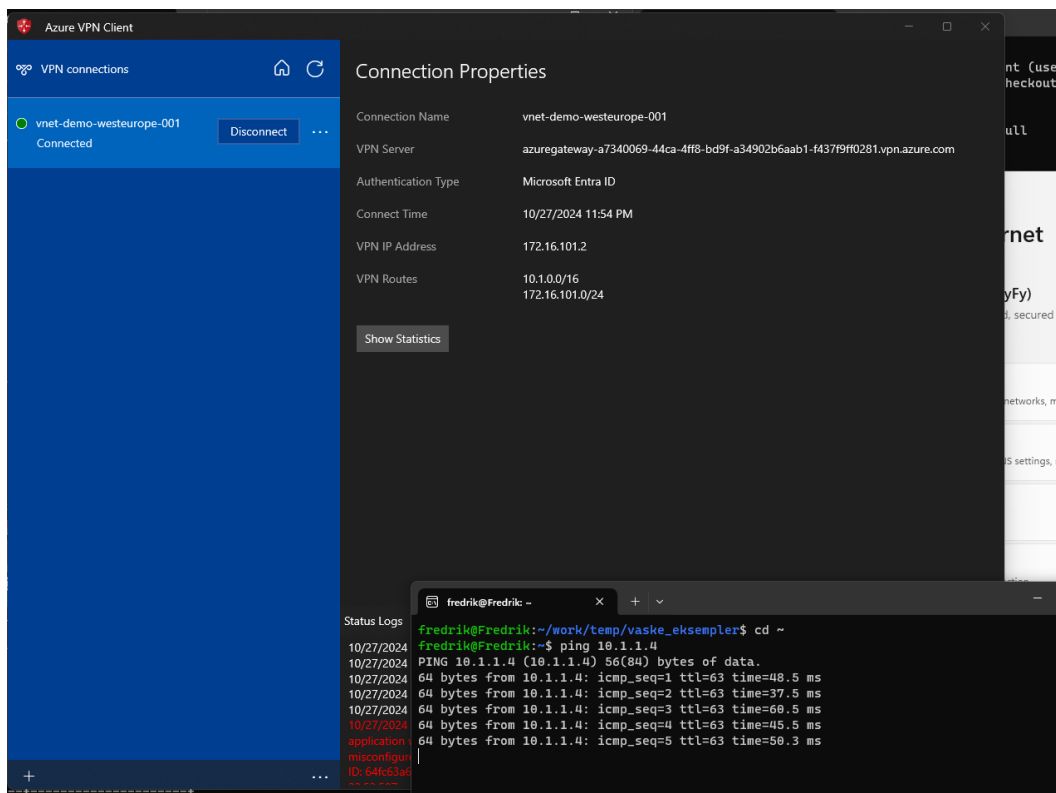 Azure VPN Client
VPN connections
vnet-demo-westeurope-001
Connected
Disconnect
Connection Properties
Connection Name vnet-demo-westeurope-001
VPN Server azuregateway-a7340069-44ca-4ff8-bd9f-a34902b6aab1-f437f9ff0281.vpn.azure.com
Authentication Type Microsoft Entra ID
Connect Time 10/27/2024 11:54 PM
VPN IP Address 172.16.101.2
VPN Routes 10.1.0.0/16
172.16.101.0/24
Show Statistics
Status Logs
10/27/2024
10/27/2024
10/27/2024
10/27/2024
10/27/2024
10/27/2024
application
misconfigur
ID: 64fc63a6
fredrik@Fredrik: ~
fredrik@Fredrik:~/work/temp/vaske_eksempler$ cd ~
fredrik@Fredrik:~$ ping 10.1.1.4
PING 10.1.1.4 (10.1.1.4) 56(84) bytes of data.
64 bytes from 10.1.1.4: icmp_seq=1 ttl=63 time=48.5 ms
64 bytes from 10.1.1.4: icmp_seq=2 ttl=63 time=37.5 ms
64 bytes from 10.1.1.4: icmp_seq=3 ttl=63 time=60.5 ms
64 bytes from 10.1.1.4: icmp_seq=4 ttl=63 time=45.5 ms
64 bytes from 10.1.1.4: icmp_seq=5 ttl=63 time=50.3 ms
nt (use
heckout
ull
rnet
yFy)
d, secured
networks, m
IS settings,